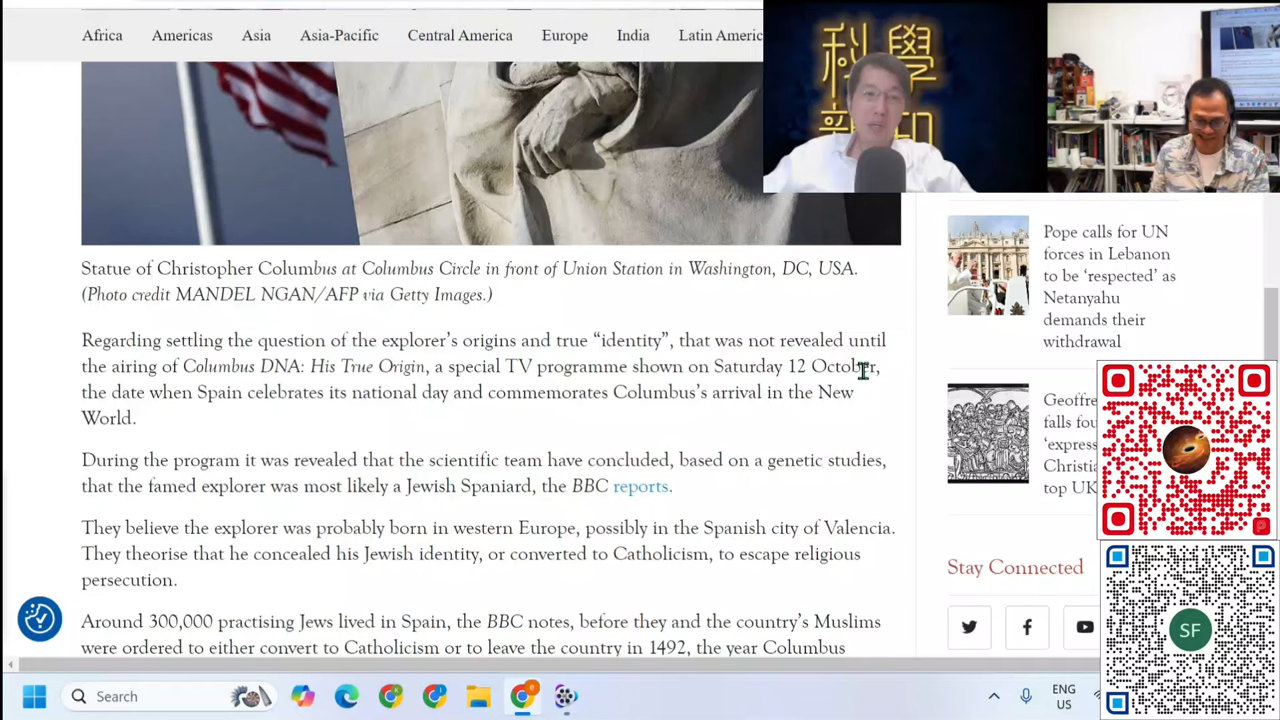 Africa Americas Asia Asia-Pacific Central America Europe India Latin Americ
科學
Statue of Christopher Columbus at Columbus Circle in front of Union Station in Washington, DC, USA.
(Photo credit MANDEL NGAN/AFP via Getty Images.)
Regarding settling the question of the explorer's origins and true “identity”, that was not revealed until
the airing of Columbus DNA: His True Origin, a special TV programme shown on Saturday 12 October,
the date when Spain celebrates its national day and commemorates Columbus's arrival in the New
World.
During the program it was revealed that the scientific team have concluded, based on a genetic studies,
that the famed explorer was most likely a Jewish Spaniard, the BBC reports.
They believe the explorer was probably born in western Europe, possibly in the Spanish city of Valencia.
They theorise that he concealed his Jewish identity, or converted to Catholicism, to escape religious
persecution.
Around 300,000 practising Jews lived in Spain, the BBC notes, before they and the country's Muslims
were ordered to either convert to Catholicism or to leave the country in 1492, the year Columbus
Pope calls for UN
forces in Lebanon
to be ‘respected’ as
Netanyahu
demands their
withdrawal
Geoffre
falls fou
‘express
Christia
top UK
Stay Connected
SF
Search
ENG
US